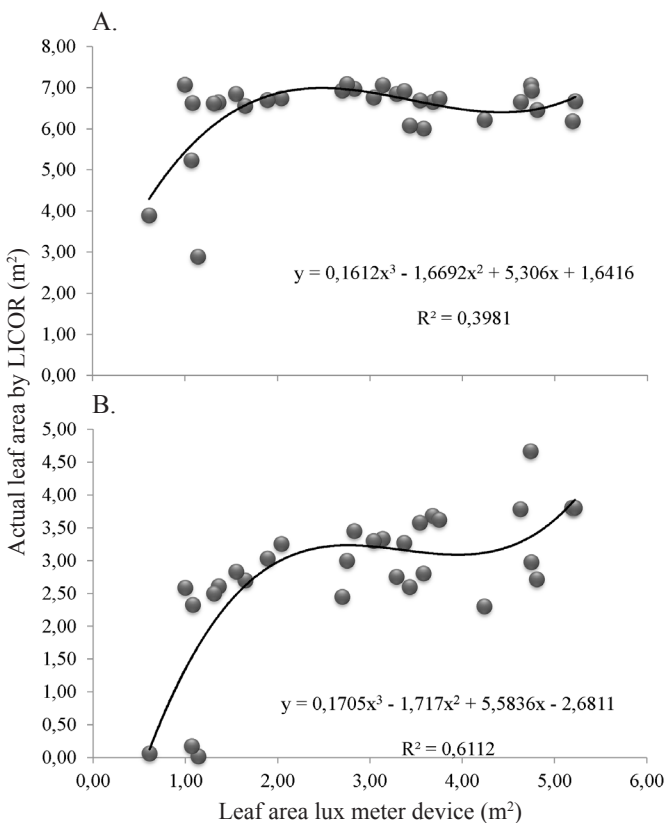 A.
8,00
7,00
6,00
5,00
4,00
3,00
2,00
1,00
0,00
y = 0,1612x³ - 1,6692x² + 5,306x + 1,6416
R² = 0,3981
Actual leaf area by LICOR (m²)
B.
5,00
4,50
4,00
3,50
3,00
2,50
2,00
1,50
1,00
0,50
0,00
y = 0,1705x³ - 1,717x² + 5,5836x - 2,6811
R² = 0,6112
0,00 1,00 2,00 3,00 4,00 5,00 6,00
Leaf area lux meter device (m²)